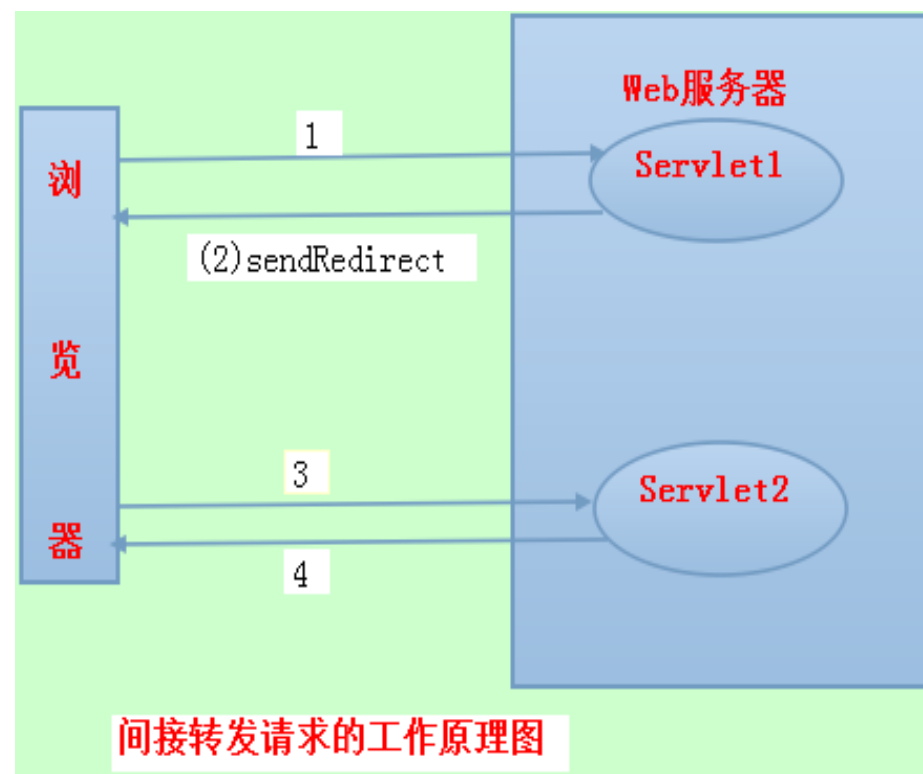 Web服务器
浏
览
器
1
Servlet1
(2)sendRedirect
3
Servlet2
4
间接转发请求的工作原理图